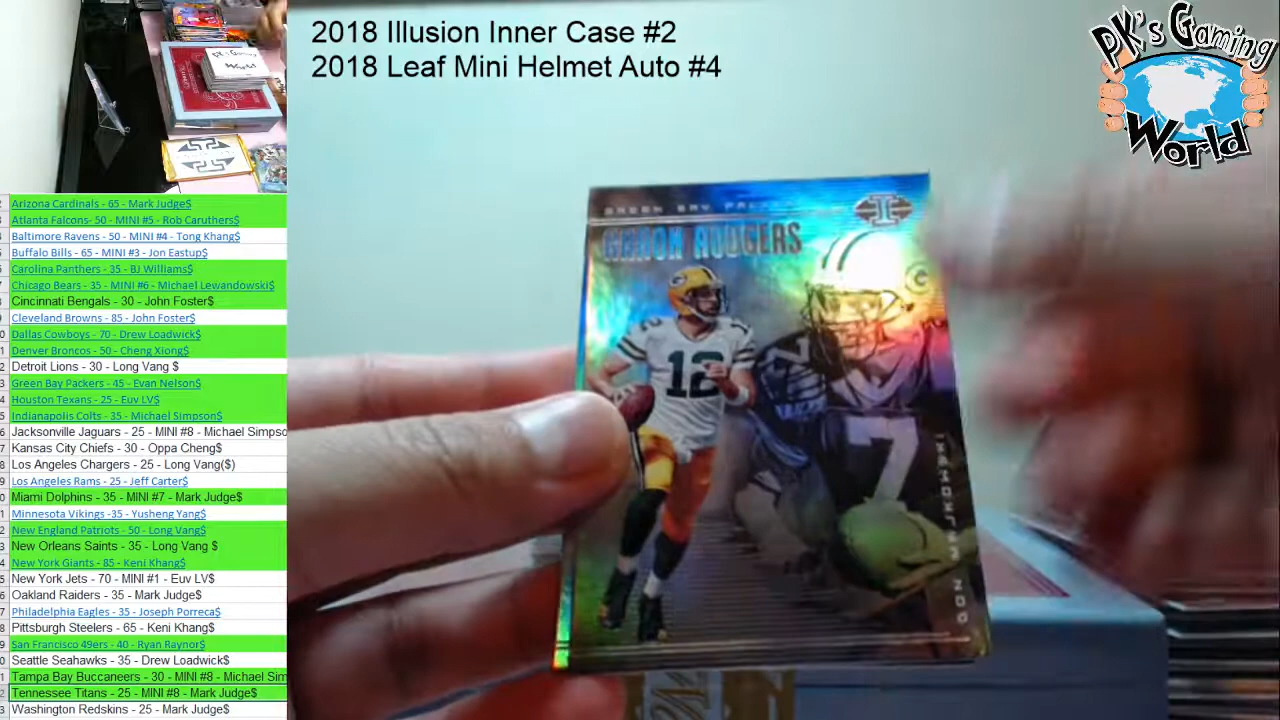 2018 Illusion Inner Case #2
2018 Leaf Mini Helmet Auto #4
PK's Gaming
World
Arizona Cardinals - 65 - Mark Judge$
Atlanta Falcons- 50 - MINI #5 - Rob Caruthers$
Baltimore Ravens - 50 - MINI #4 - Tong Khang$
Buffalo Bills - 65 - MINI #3 - Jon Eastup$
Carolina Panthers - 35 - BJ Williams$
Chicago Bears - 35 - MINI #6 - Michael Lewandowski$
Cincinnati Bengals - 30 - John Foster$
Cleveland Browns - 85 - John Foster$
Dallas Cowboys - 70 - Drew Loadwick$
Denver Broncos - 50 - Cheng Xiong$
Detroit Lions - 30 - Long Vang $
Green Bay Packers - 45 - Evan Nelson$
Houston Texans - 25 - Euv LV$
Indianapolis Colts - 35 - Michael Simpson$
Jacksonville Jaguars - 25 - MINI #8 - Michael Simpso
Kansas City Chiefs - 30 - Oppa Cheng$
Los Angeles Chargers - 25 - Long Vang($)
Los Angeles Rams - 25 - Jeff Carter$
Miami Dolphins - 35 - MINI #7 - Mark Judge$
Minnesota Vikings -35 - Yusheng Yang$
New England Patriots - 50 - Long Vang$
New Orleans Saints - 35 - Long Vang $
New York Giants - 85 - Keni Khang$
New York Jets - 70 - MINI #1 - Euv LV$
Oakland Raiders - 35 - Mark Judge$
Philadelphia Eagles - 35 - Joseph Porreca$
Pittsburgh Steelers - 65 - Keni Khang$
San Francisco 49ers - 40 - Ryan Raynor$
Seattle Seahawks - 35 - Drew Loadwick$
Tampa Bay Buccaneers - 30 - MINI #8 - Michael Sim
Tennessee Titans - 25 - MINI #8 - Mark Judge$
Washington Redskins - 25 - Mark Judge$
GREEN BAY
AARON RODGERS
12
7